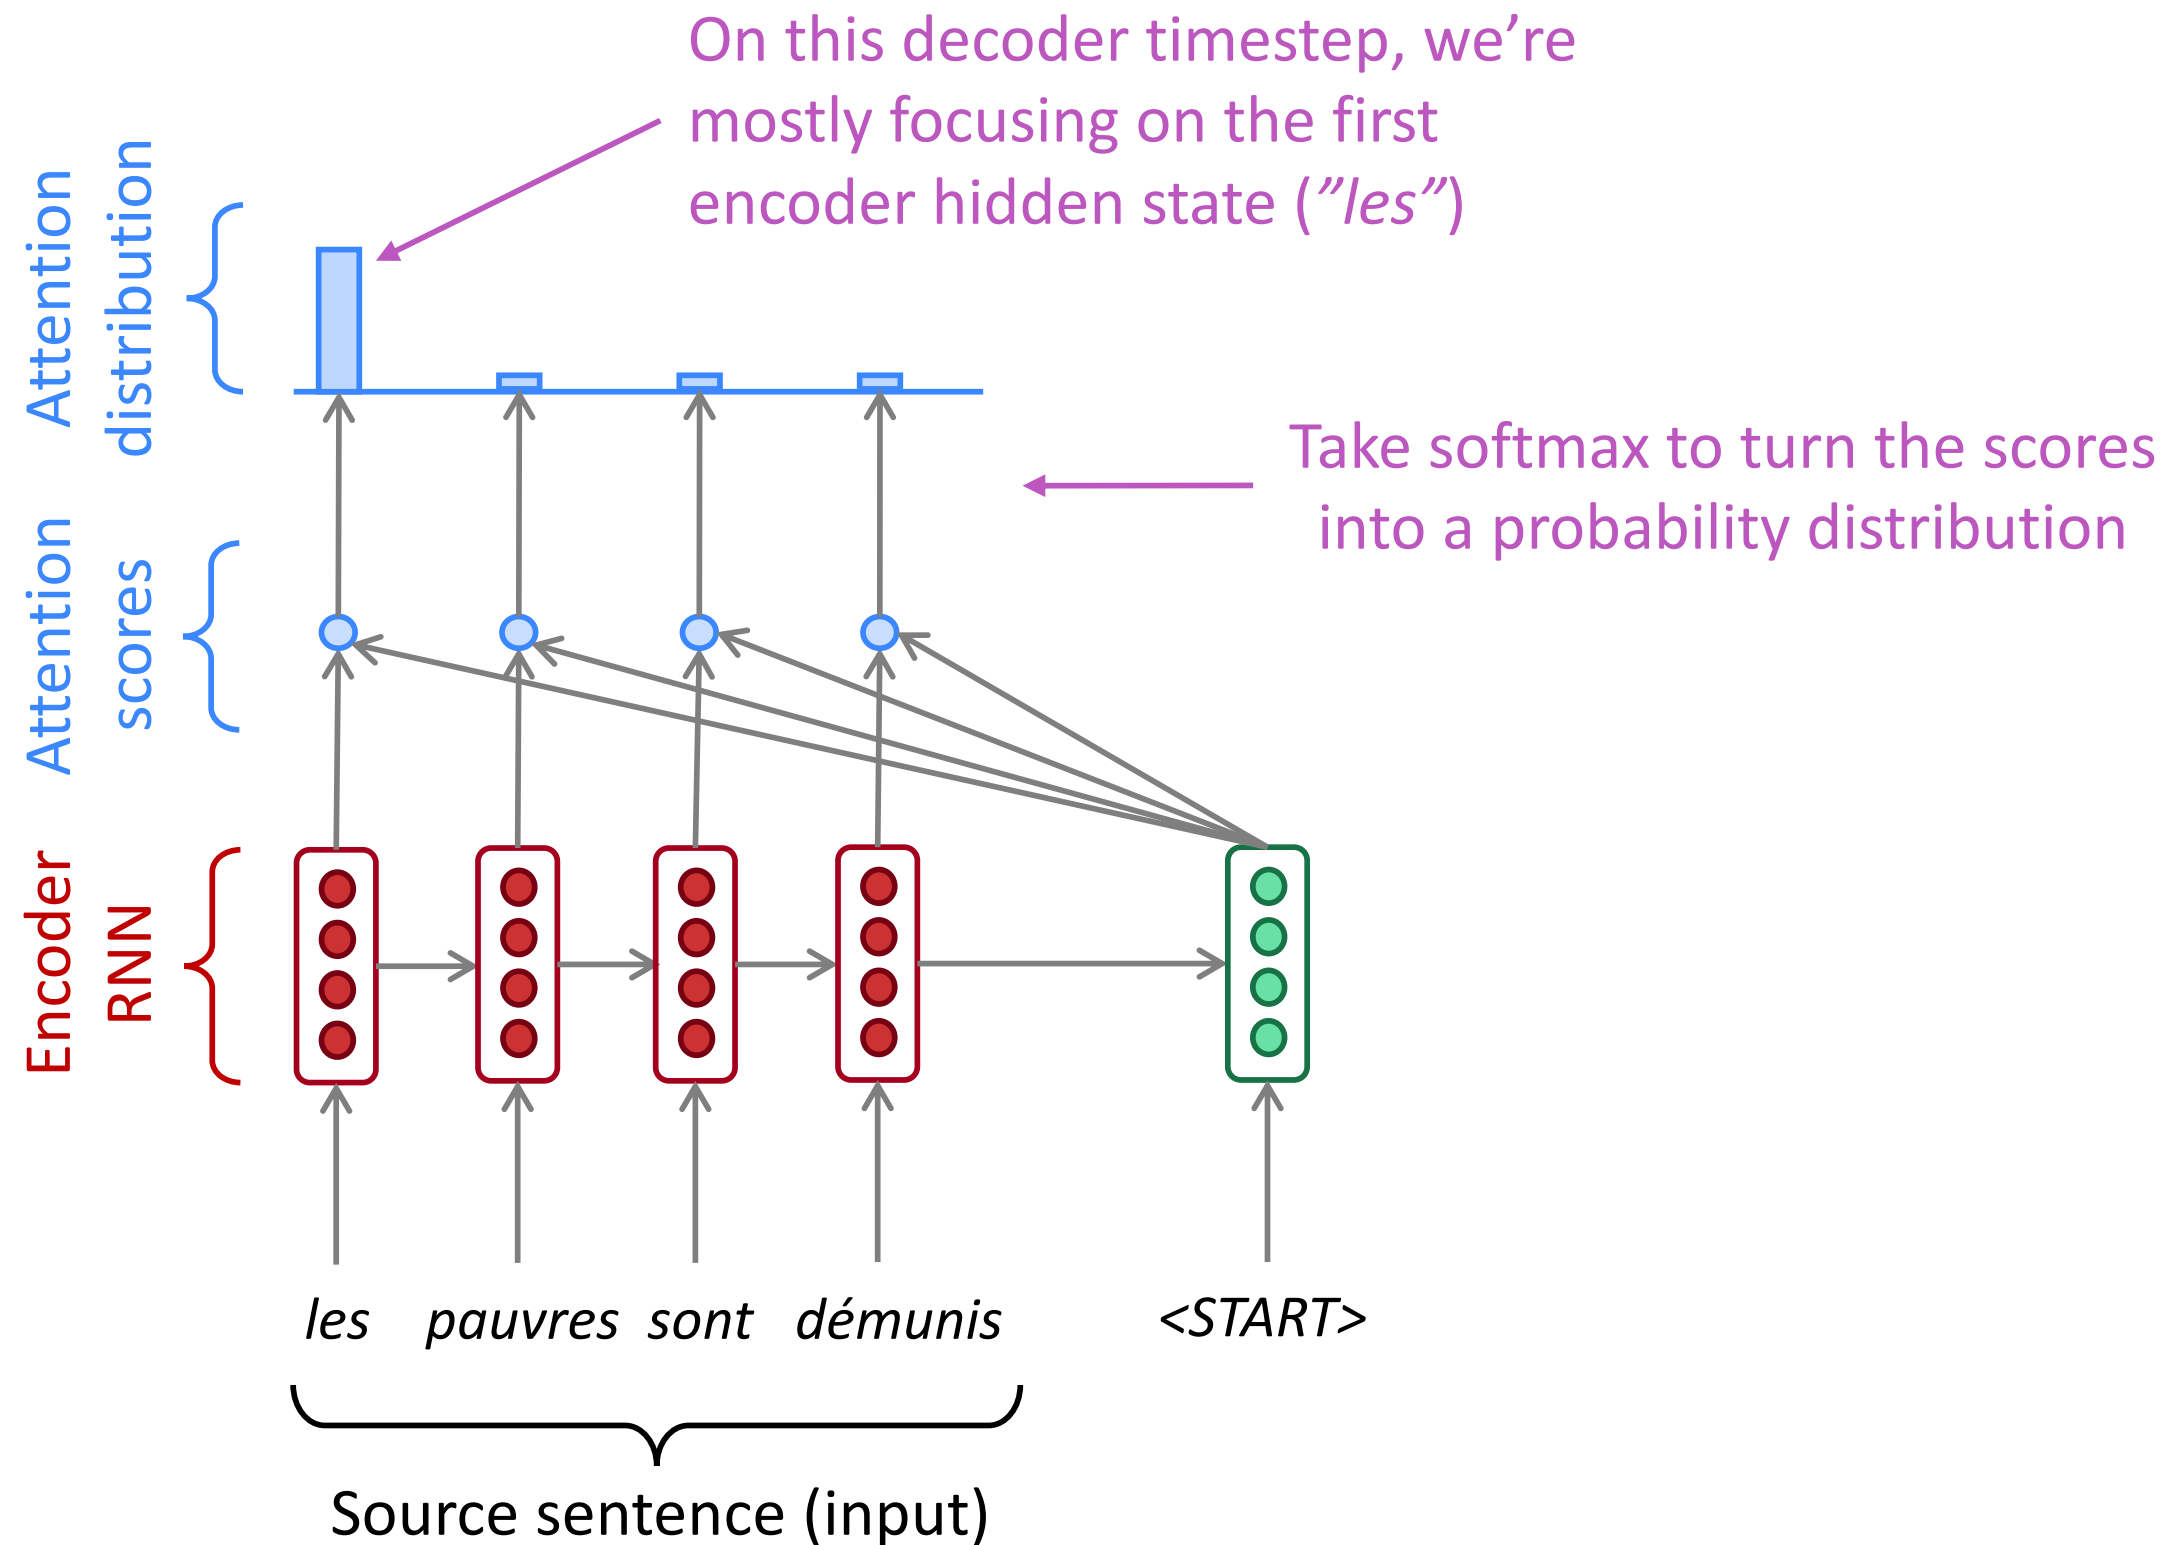 On this decoder timestep, we’re
mostly focusing on the first
encoder hidden state (”les”)
Attention
distribution
Take softmax to turn the scores
into a probability distribution
Attention
scores
Encoder
RNN
les pauvres sont démunis <START>
Source sentence (input)